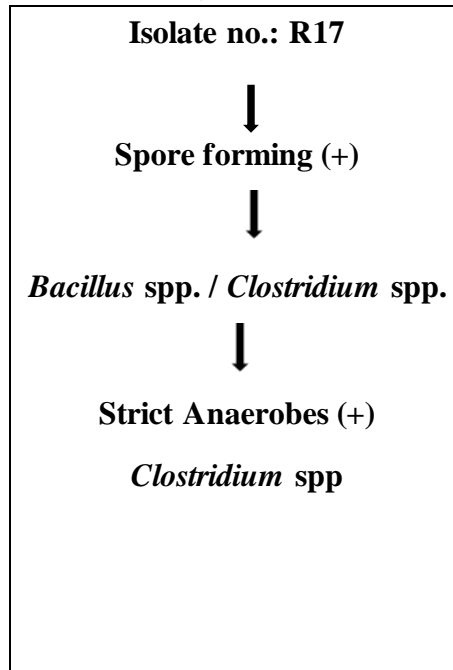 Isolate no.: R17
Spore forming (+)
Bacillus spp. / Clostridium spp.
Strict Anaerobes (+)
Clostridium spp